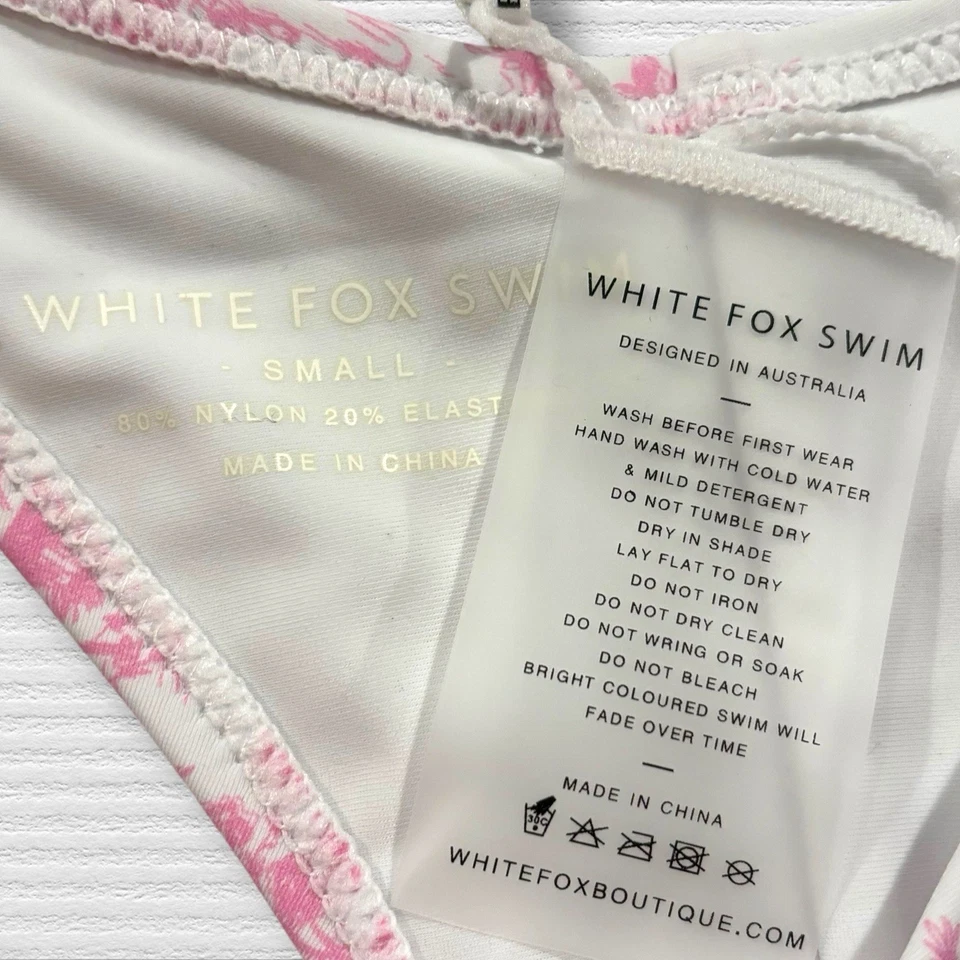 WHITE FOX SW
- SMALL -
80% NYLON 20% ELAST
MADE IN CHINA
WHITE FOX SWIM
DESIGNED IN AUSTRALIA
WASH BEFORE FIRST WEAR
HAND WASH WITH COLD WATER
& MILD DETERGENT
DO NOT TUMBLE DRY
DRY IN SHADE
LAY FLAT TO DRY
DO NOT IRON
DO NOT DRY CLEAN
DO NOT WRING OR SOAK
DO NOT BLEACH
BRIGHT COLOURED SWIM WILL
FADE OVER TIME
MADE IN CHINA
30C
WHITEFOXBOUTIQUE.COM